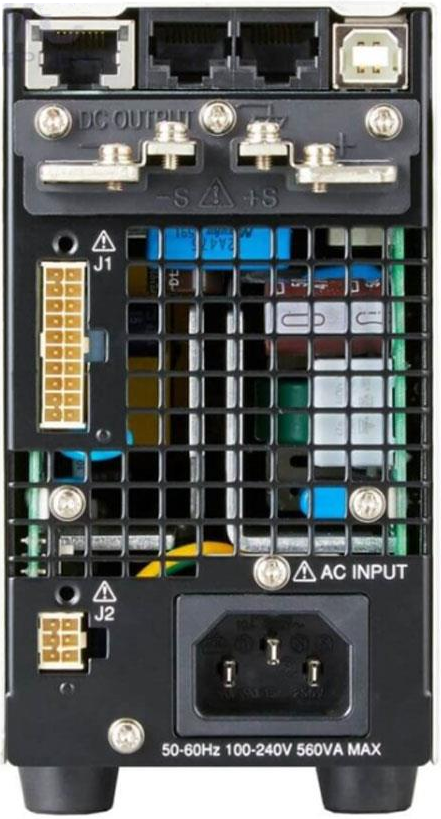 DC OUTPUT
- +
-S ⚠ +S
⚠
J1
⚠ AC INPUT
⚠
J2
50-60Hz 100-240V 560VA MAX